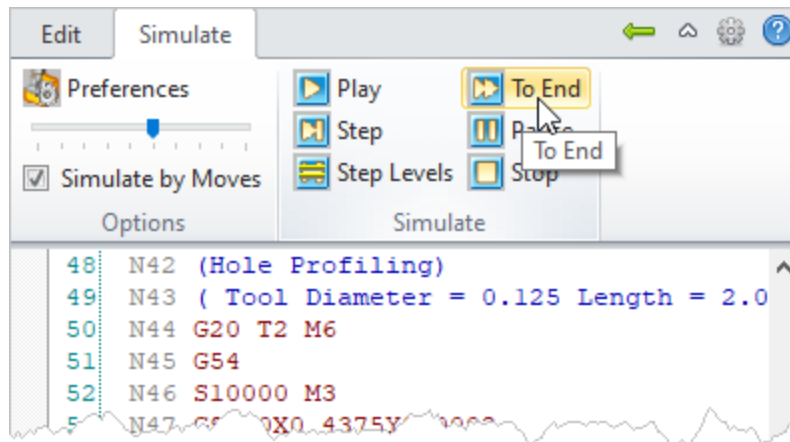 Edit Simulate
Preferences
Simulate by Moves
Options
Play To End
Step
Step Levels Stop
Simulate
To End
48 N42 (Hole Profiling)
49 N43 ( Tool Diameter = 0.125 Length = 2.0
50 N44 G20 T2 M6
51 N45 G54
52 N46 S10000 M3
N47